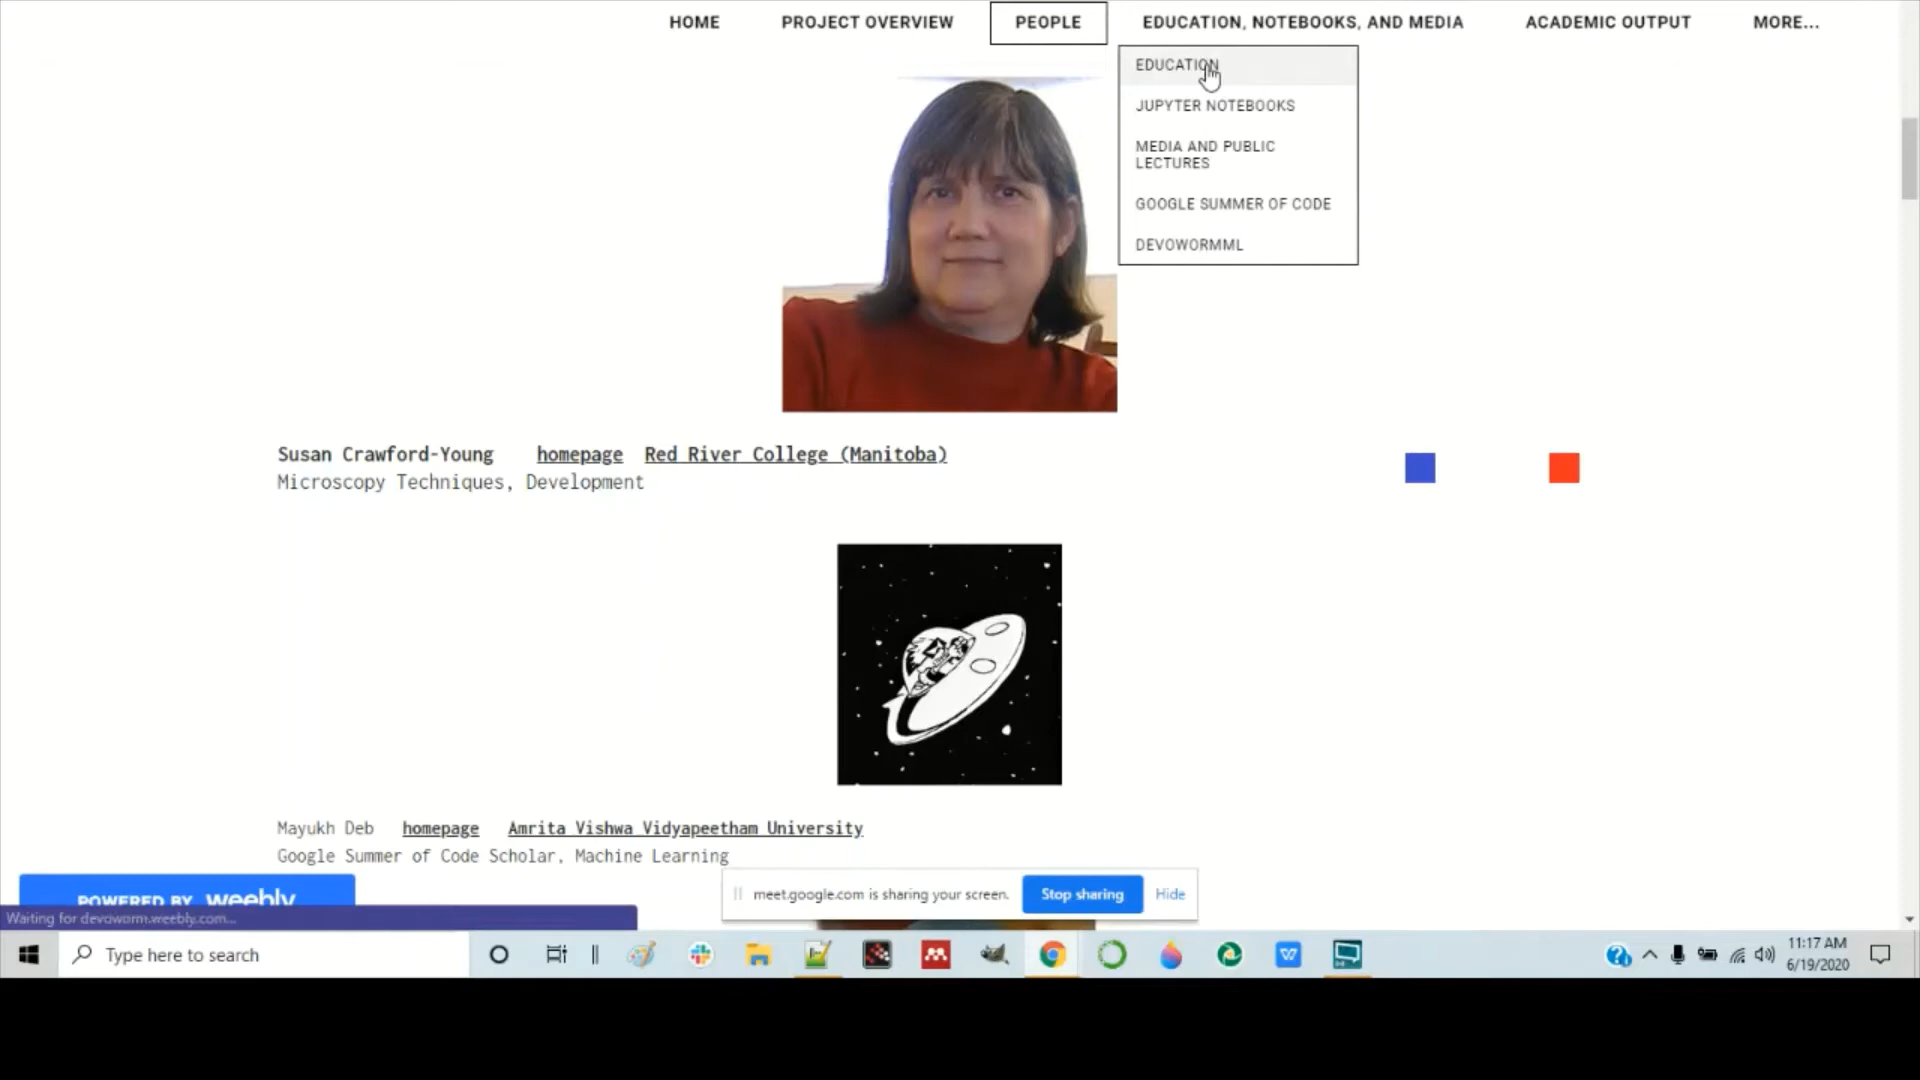 HOME PROJECT OVERVIEW PEOPLE EDUCATION, NOTEBOOKS, AND MEDIA ACADEMIC OUTPUT MORE...
EDUCATION
JUPYTER NOTEBOOKS
MEDIA AND PUBLIC
LECTURES
GOOGLE SUMMER OF CODE
DEVOWORMML
Susan Crawford-Young homepage Red River College (Manitoba)
Microscopy Techniques, Development
Mayukh Deb homepage Amrita Vishwa Vidyapeetham University
Google Summer of Code Scholar, Machine Learning
meet.google.com is sharing your screen. Stop sharing Hide
POWERED BY weebly
Waiting for devoworm.weebly.com...
Type here to search
11:17 AM
6/19/2020